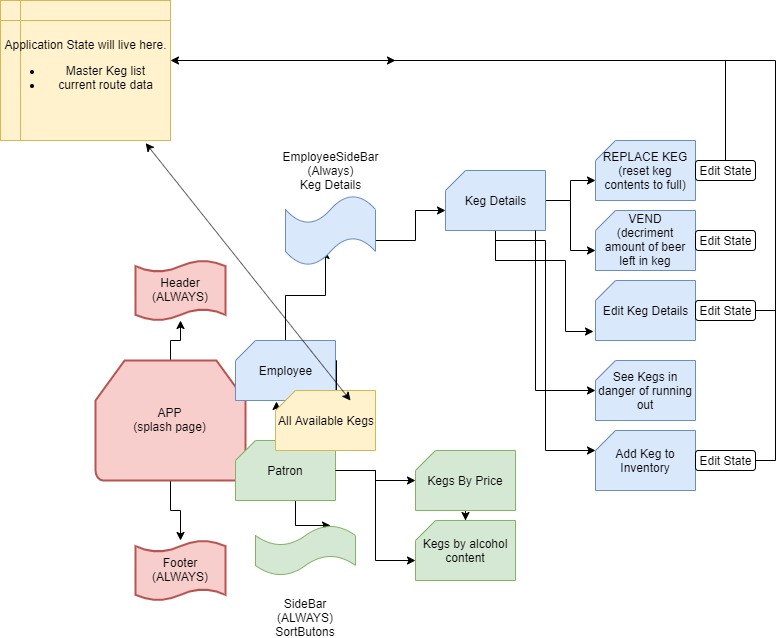 Application State will live here.
Master Keg list
current route data
EmployeeSideBar
(Always)
Keg Details
Keg Details
REPLACE KEG
(reset keg
contents to full)
Edit State
VEND
(decriment
amount of beer
left in keg
Edit State
Edit Keg Details
Edit State
See Kegs in
danger of running
out
Add Keg to
Inventory
Edit State
Header
(ALWAYS)
APP
(splash page)
Employee
All Available Kegs
Patron
Kegs By Price
Kegs by alcohol
content
Footer
(ALWAYS)
SideBar
(ALWAYS)
SortButons